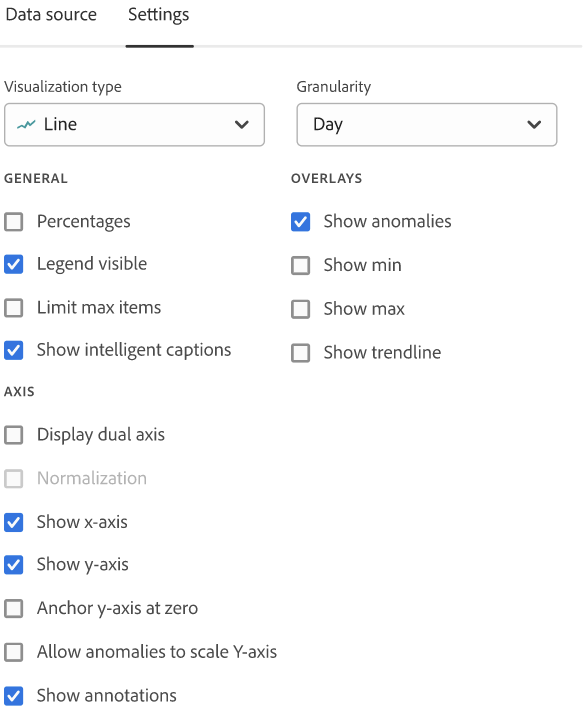 Data source Settings
Visualization type
Line
Granularity
Day
GENERAL
Percentages
Legend visible
Limit max items
Show intelligent captions
OVERLAYS
Show anomalies
Show min
Show max
Show trendline
AXIS
Display dual axis
Normalization
Show x-axis
Show y-axis
Anchor y-axis at zero
Allow anomalies to scale Y-axis
Show annotations